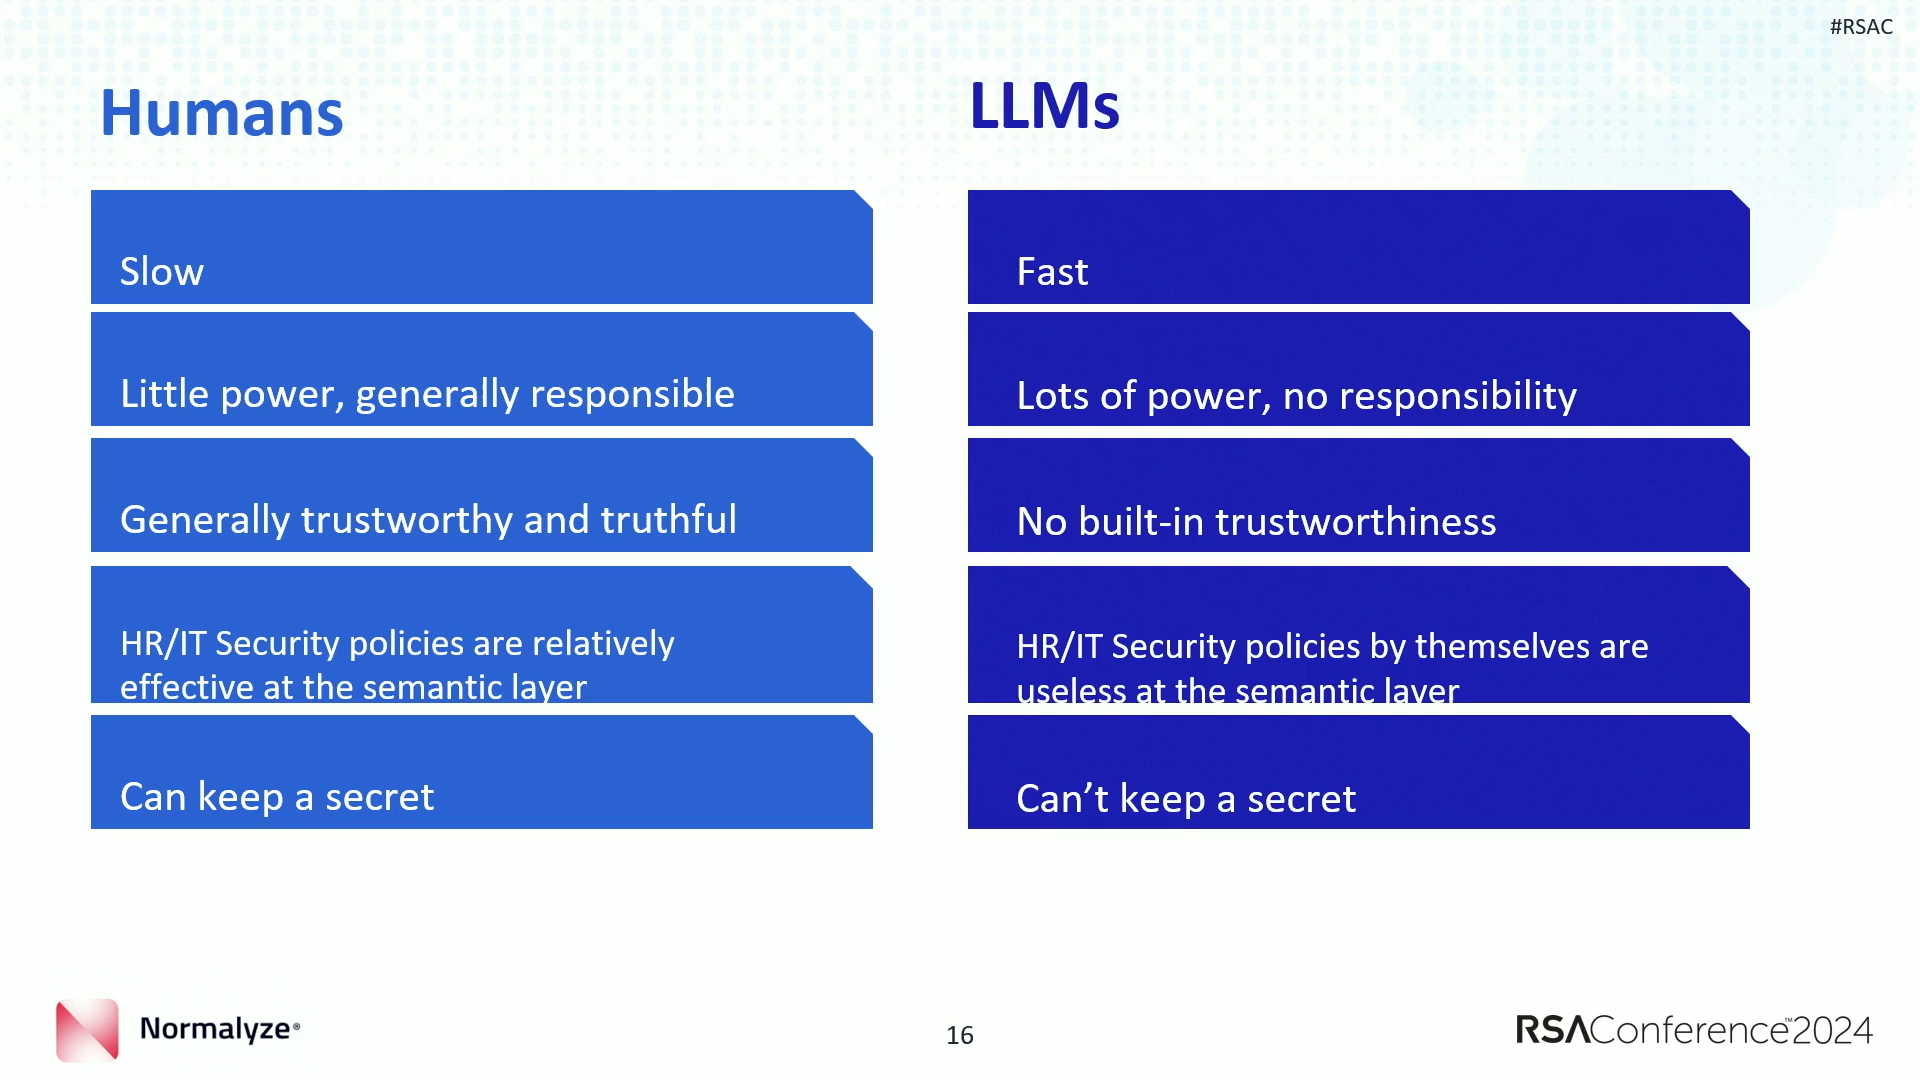 #RSAC
Humans
Slow
Little power, generally responsible
Generally trustworthy and truthful
HR/IT Security policies are relatively
effective at the semantic layer
Can keep a secret
LLMs
Fast
Lots of power, no responsibility
No built-in trustworthiness
HR/IT Security policies by themselves are
useless at the semantic layer
Can’t keep a secret
Normalyze®
16
RSAConference™2024